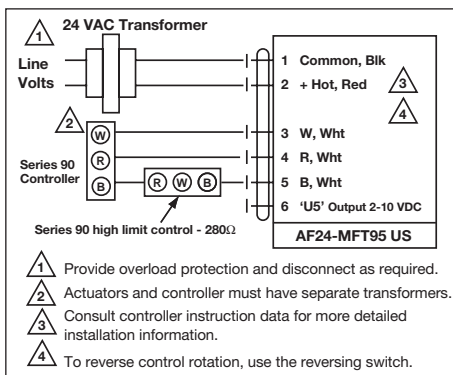 1
24 VAC Transformer
Line
Volts
1 Common, Blk
2 + Hot, Red
3
4
2
Series 90
Controller
W
R
B
R W B
3 W, Wht
4 R, Wht
5 B, Wht
6 'U5' Output 2-10 VDC
Series 90 high limit control - 280Ω
AF24-MFT95 US
1 Provide overload protection and disconnect as required.
2 Actuators and controller must have separate transformers.
3 Consult controller instruction data for more detailed
installation information.
4 To reverse control rotation, use the reversing switch.